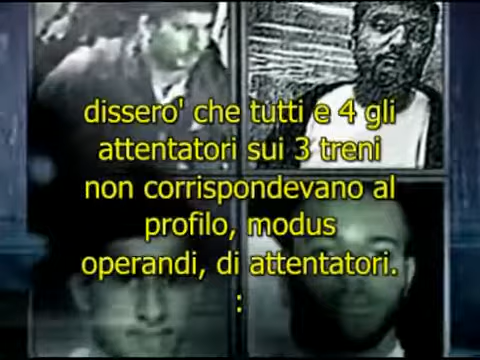 dissero' che tutti e 4 gli
attentatori sui 3 treni
non corrispondevano al
profilo, modus
operandi, di attentatori.
: